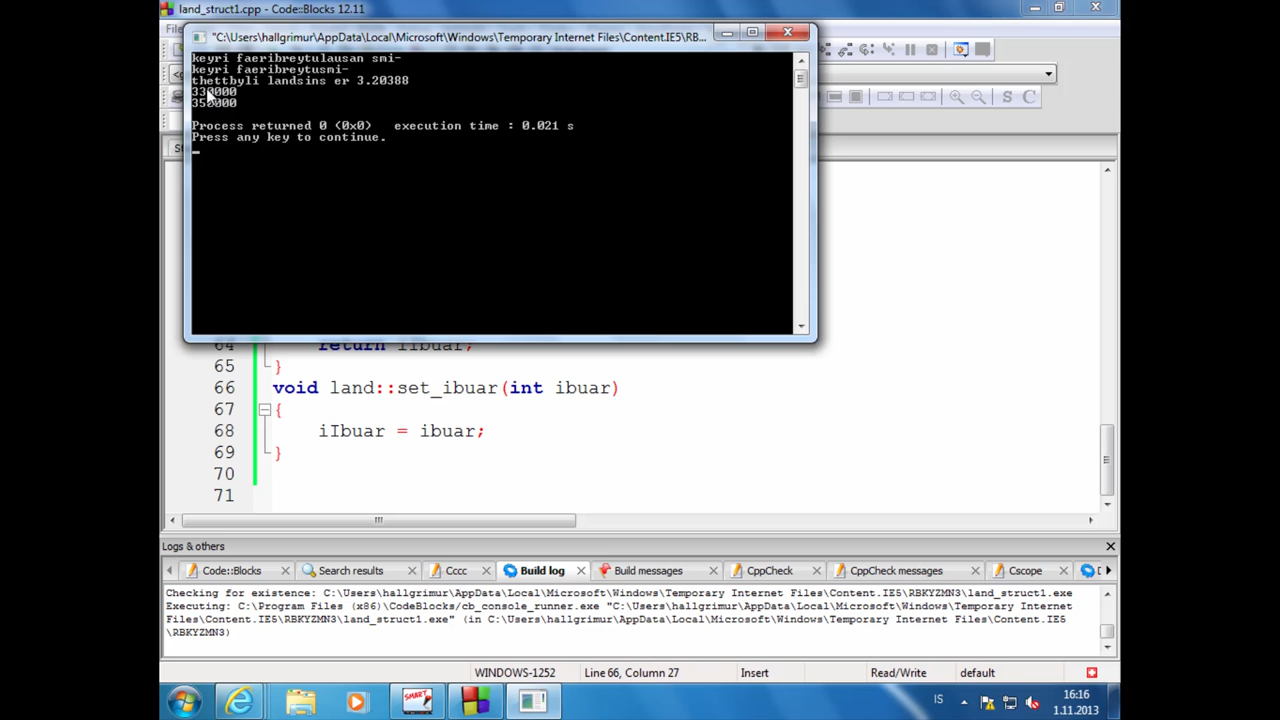 land_struct1.cpp - Code::Blocks 12.11
"C:\Users\hallgrimur\AppData\Local\Microsoft\Windows\Temporary Internet Files\Content.IE5\RB...
keyri faeribreytulausan smi-
keyri faeribreytusmi-
thettbyli landsins er 3.20388
330000
350000
Process returned 0 (0x0)   execution time : 0.021 s
Press any key to continue.
64 return iIbuar;
65 }
66 void land::set_ibuar(int ibuar)
67 {
68 iIbuar = ibuar;
69 }
70
71
Logs & others
Code::Blocks Search results Cccc Build log Build messages CppCheck CppCheck messages Cscope
Checking for existence: C:\Users\hallgrimur\AppData\Local\Microsoft\Windows\Temporary Internet Files\Content.IE5\RBKYZMN3\land_struct1.exe
Executing: C:\Program Files (x86)\CodeBlocks/cb_console_runner.exe "C:\Users\hallgrimur\AppData\Local\Microsoft\Windows\Temporary Internet
Files\Content.IE5\RBKYZMN3\land_struct1.exe" (in C:\Users\hallgrimur\AppData\Local\Microsoft\Windows\Temporary Internet Files\Content.IE5
\RBKYZMN3)
WINDOWS-1252 Line 66, Column 27 Insert Read/Write default
SMART
IS 16:16
1.11.2013